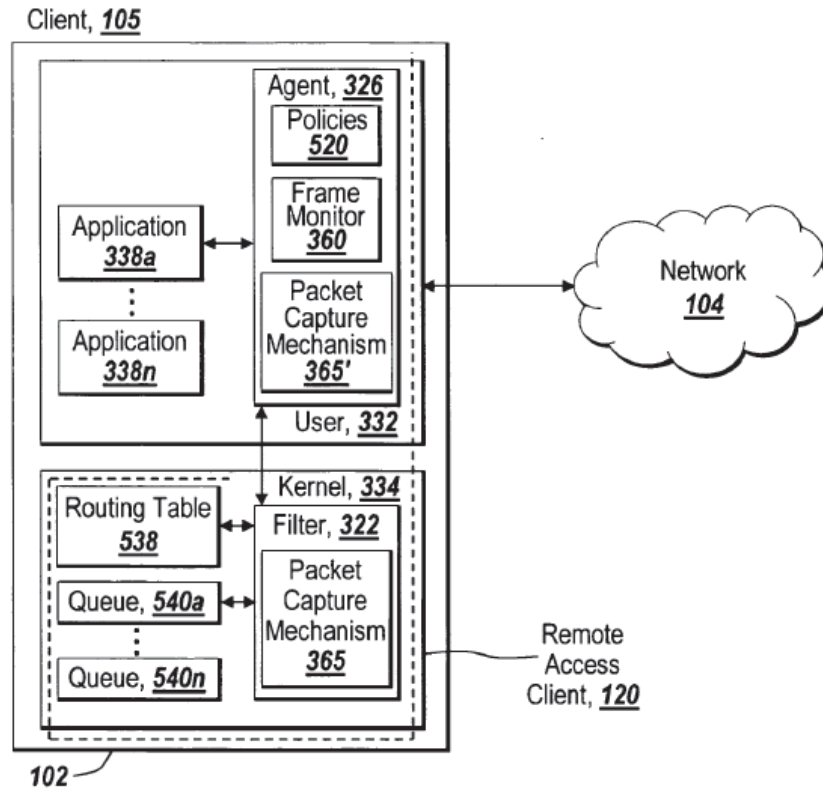 Client, 105
Agent, 326
Policies
520
Frame
Monitor
360
Packet
Capture
Mechanism
365'
Application
338a
Application
338n
User, 332
Network
104
Kernel, 334
Routing Table
538
Filter, 322
Packet
Capture
Mechanism
365
Queue, 540a
Queue, 540n
Remote
Access
Client, 120
102